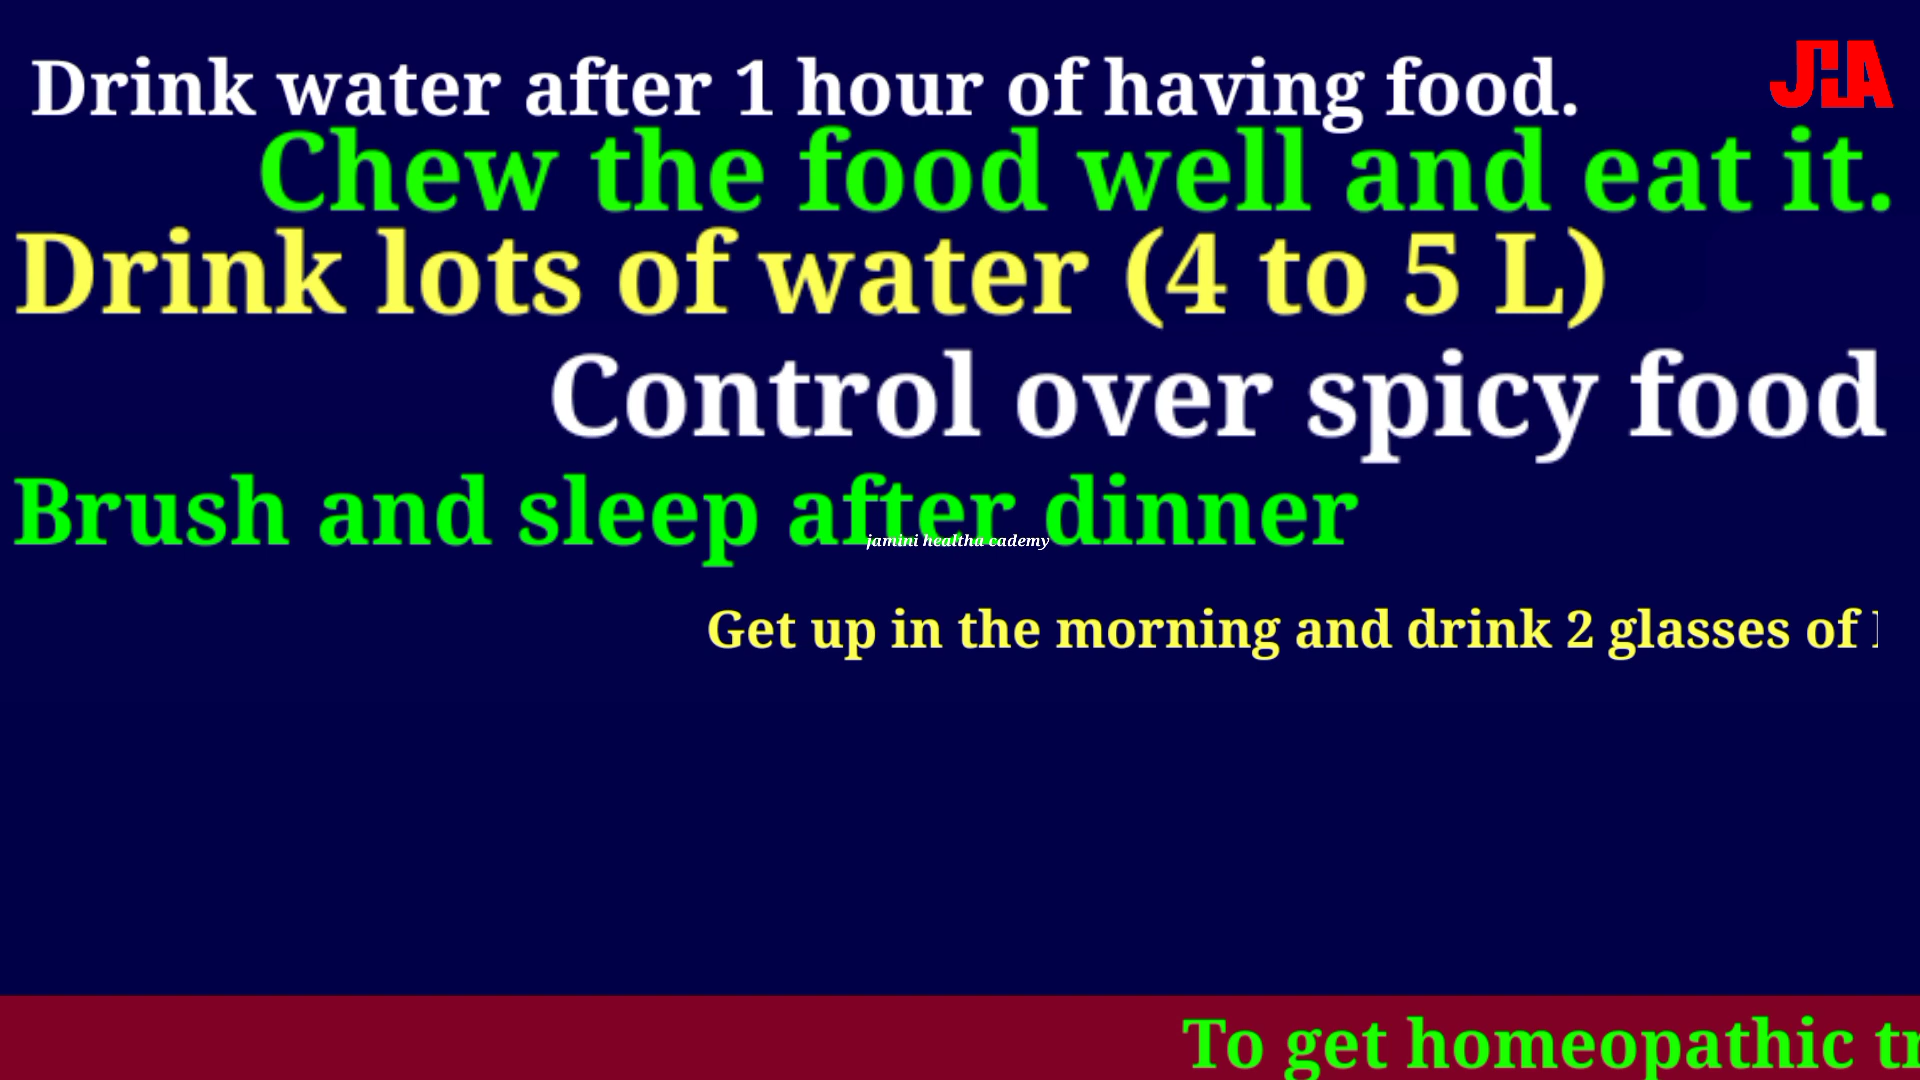 Drink water after 1 hour of having food.
JHA
Chew the food well and eat it.
Drink lots of water (4 to 5 L)
Control over spicy food
Brush and sleep after dinner
jamini healtha cademy
Get up in the morning and drink 2 glasses of
To get homeopathic